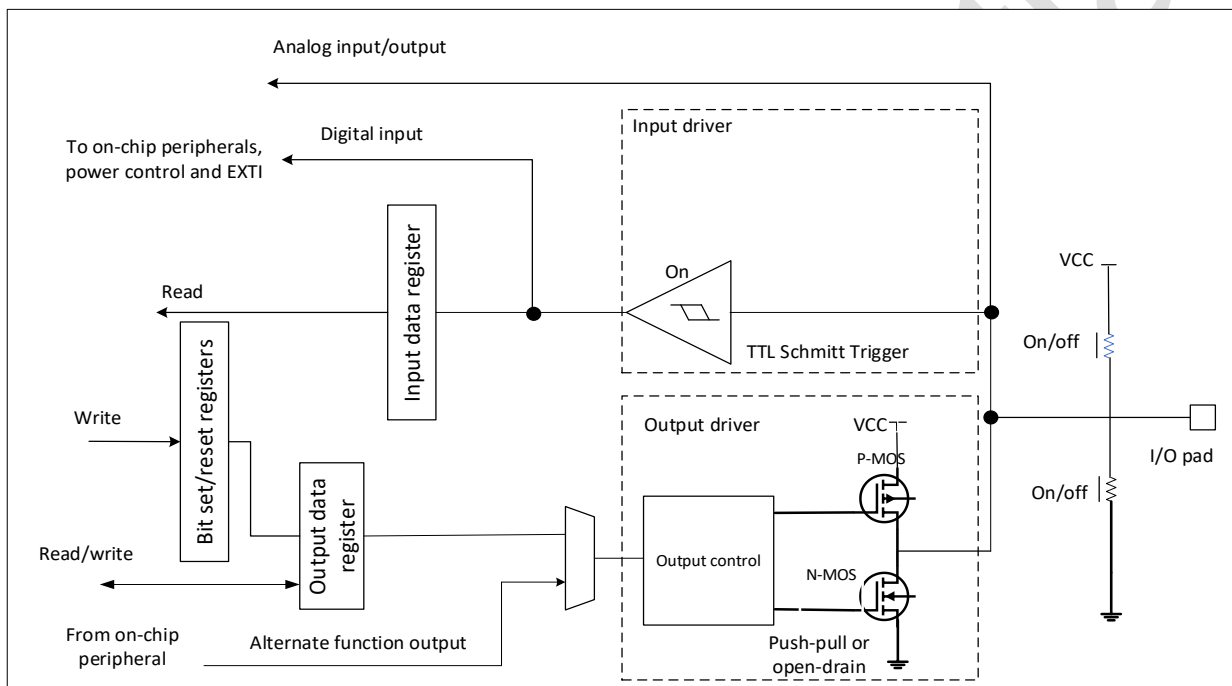 Analog input/output
Input driver
Digital input
To on-chip peripherals,
power control and EXTI
Input data register
On
VCC
Read
On/off
TTL Schmitt Trigger
Bit set/reset registers
Write
Output driver
VCC
I/O pad
P-MOS
Output data
register
On/off
Read/write
Output control
N-MOS
From on-chip
peripheral
Alternate function output
Push-pull or
open-drain